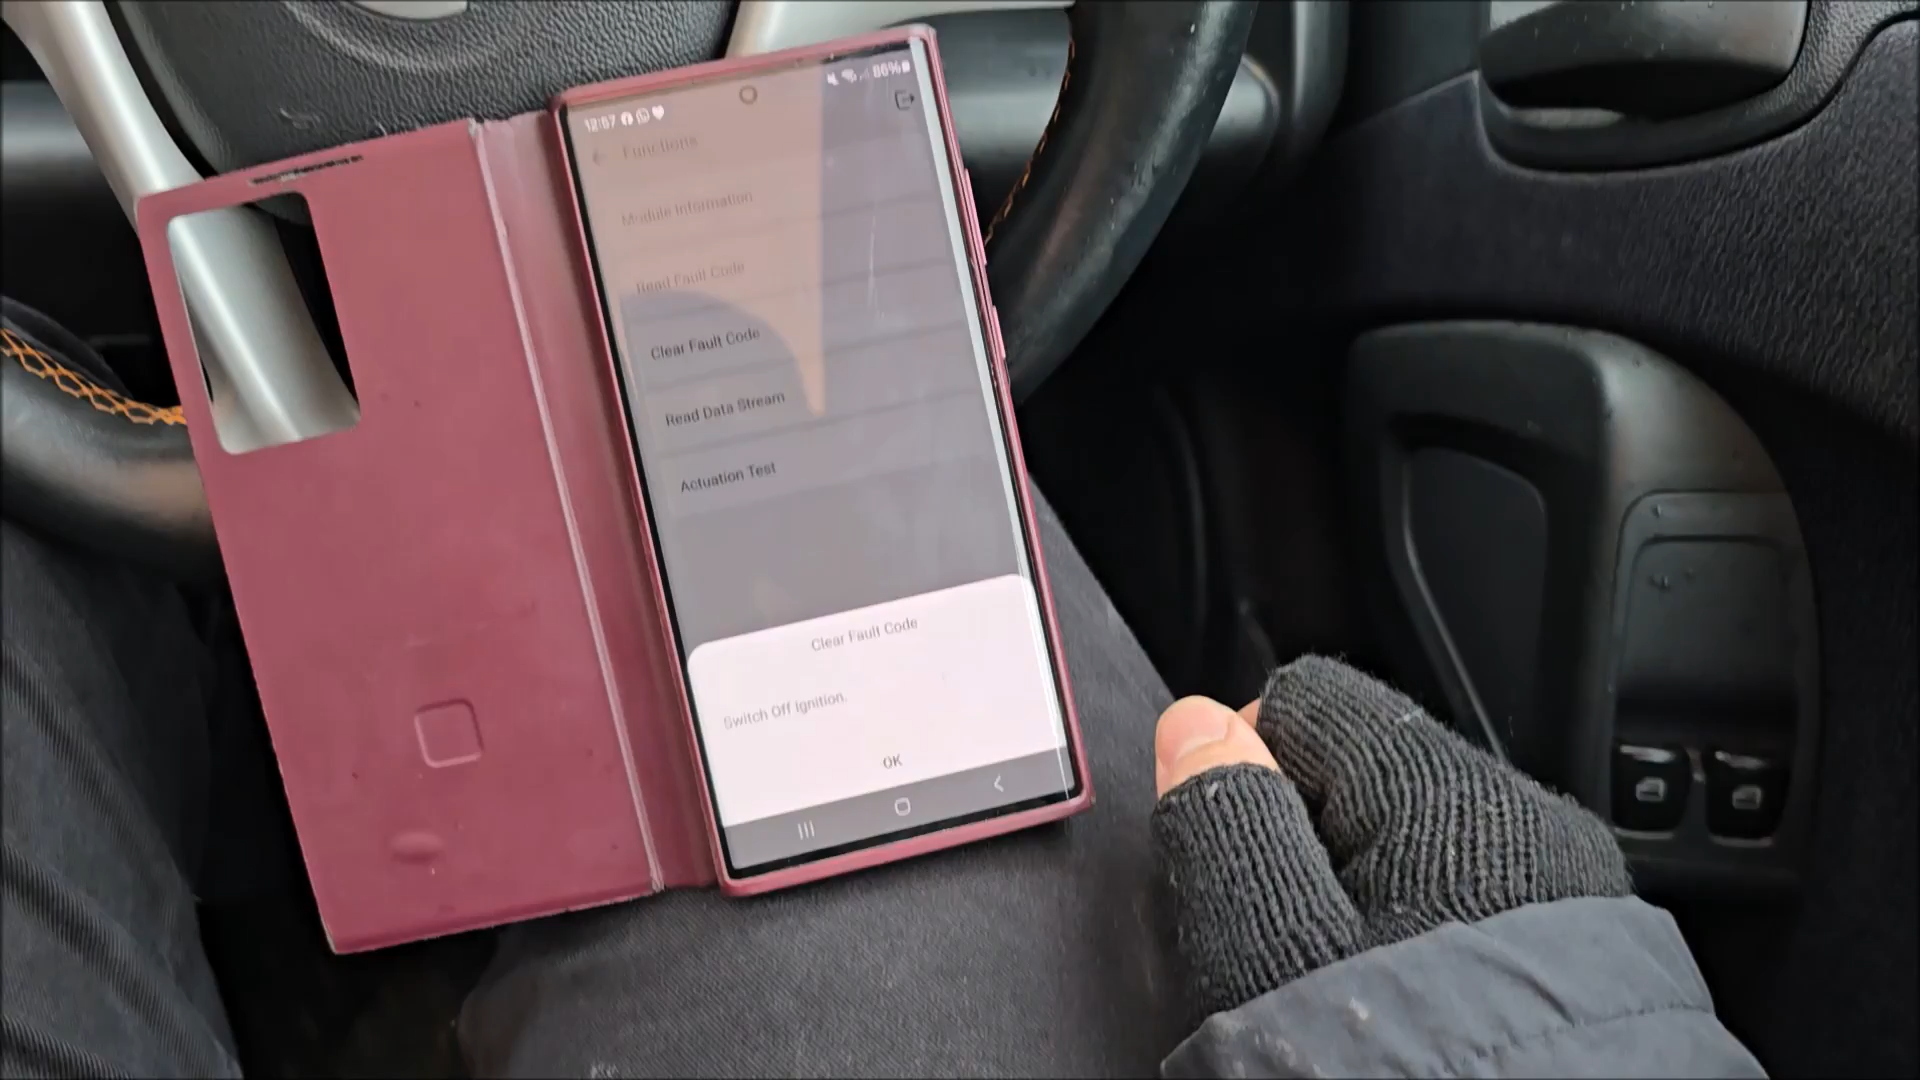 12:57
86%
Functions
Module Information
Read Fault Code
Clear Fault Code
Read Data Stream
Actuation Test
Clear Fault Code
Switch Off Ignition.
OK